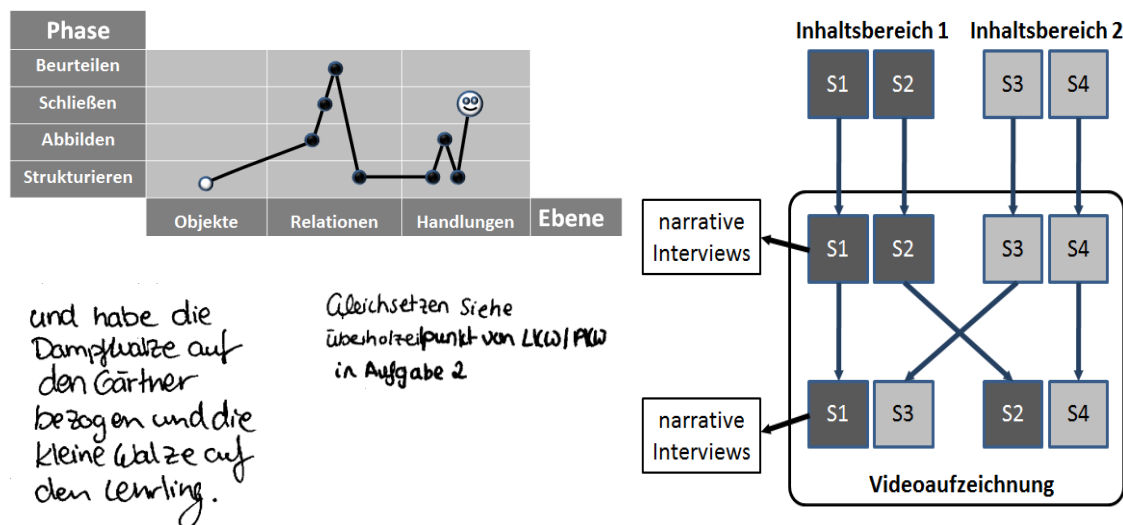 Phase
Beurteilen
Schließen
Abbilden
Strukturieren
Objekte
Relationen
Handlungen
Ebene
und habe die
Dampfwalze auf
den Gärtner
bezogen und die
kleine Walze auf
den Lehrling.
Gleichsetzen Siehe
überholzeitpunkt von LKW/PKW
in Aufgabe 2
Inhaltsbereich 1 Inhaltsbereich 2
S1 S2 S3 S4
narrative
Interviews
S1 S2 S3 S4
narrative
Interviews
S1 S3 S2 S4
Videoaufzeichnung